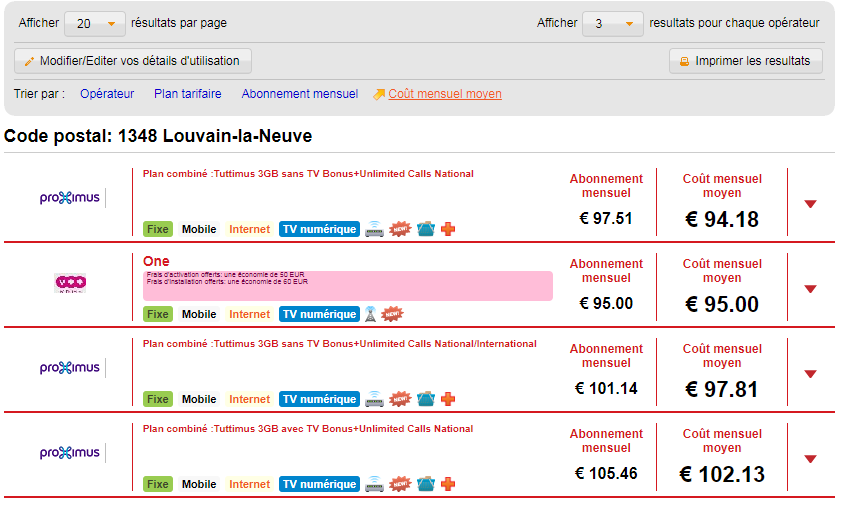 Afficher 20 résultats par page
Afficher 3 resultats pour chaque opérateur
Modifier/Editer vos détails d'utilisation
Imprimer les resultats
Trier par : Opérateur Plan tarifaire Abonnement mensuel Coût mensuel moyen
Code postal: 1348 Louvain-la-Neuve
proximus
Plan combiné :Tuttimus 3GB sans TV Bonus+Unlimited Calls National
Fixe Mobile Internet TV numérique NEW!
Abonnement
mensuel
€ 97.51
Coût mensuel
moyen
€ 94.18
voo
One
Frais d'activation offerts: une économie de 50 EUR
Frais d'installation offerts: une économie de 60 EUR
Fixe Mobile Internet TV numérique NEW!
Abonnement
mensuel
€ 95.00
Coût mensuel
moyen
€ 95.00
proximus
Plan combiné :Tuttimus 3GB sans TV Bonus+Unlimited Calls National/International
Fixe Mobile Internet TV numérique NEW!
Abonnement
mensuel
€ 101.14
Coût mensuel
moyen
€ 97.81
proximus
Plan combiné :Tuttimus 3GB avec TV Bonus+Unlimited Calls National
Fixe Mobile Internet TV numérique NEW!
Abonnement
mensuel
€ 105.46
Coût mensuel
moyen
€ 102.13